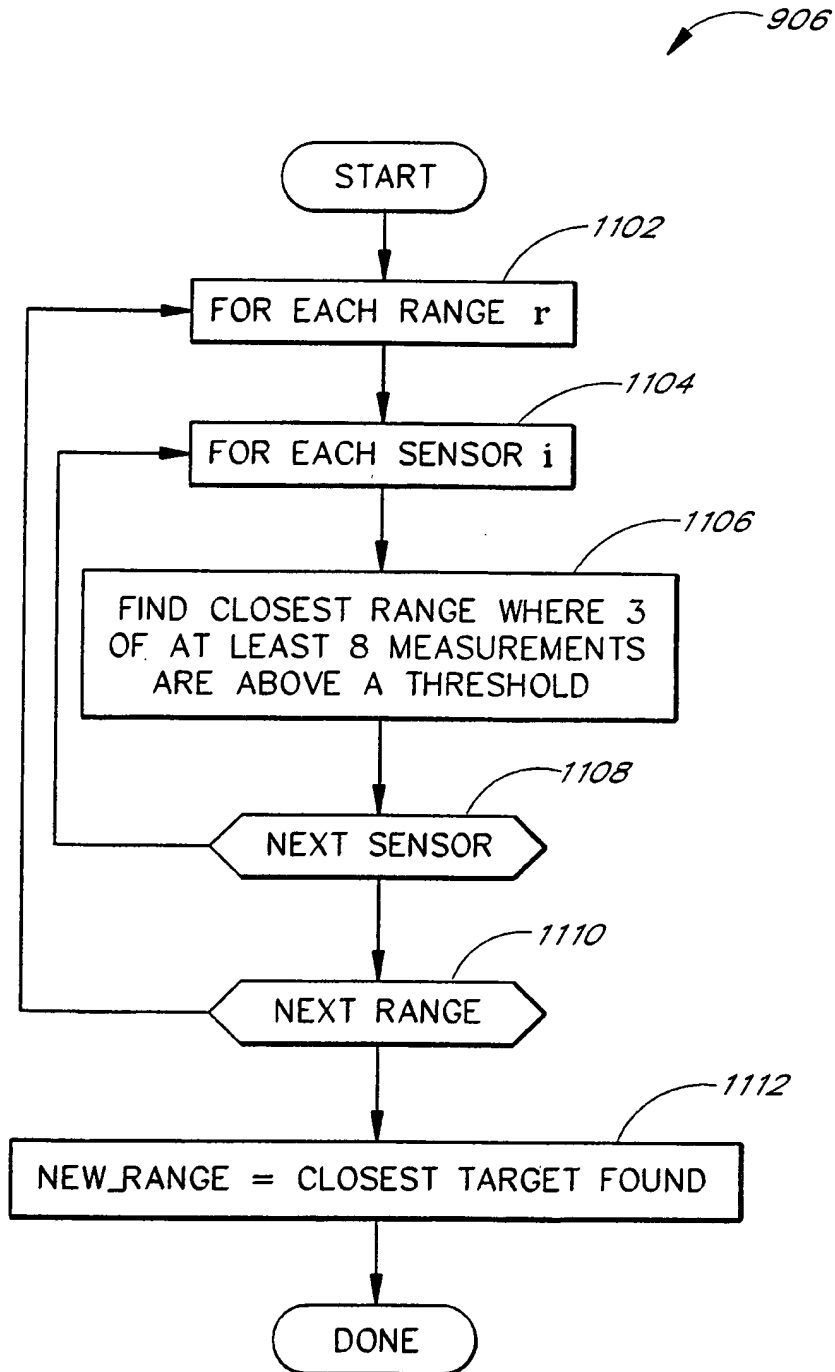 906
START
1102
FOR EACH RANGE r
1104
FOR EACH SENSOR i
1106
FIND CLOSEST RANGE WHERE 3
OF AT LEAST 8 MEASUREMENTS
ARE ABOVE A THRESHOLD
1108
NEXT SENSOR
1110
NEXT RANGE
1112
NEW_RANGE = CLOSEST TARGET FOUND
DONE